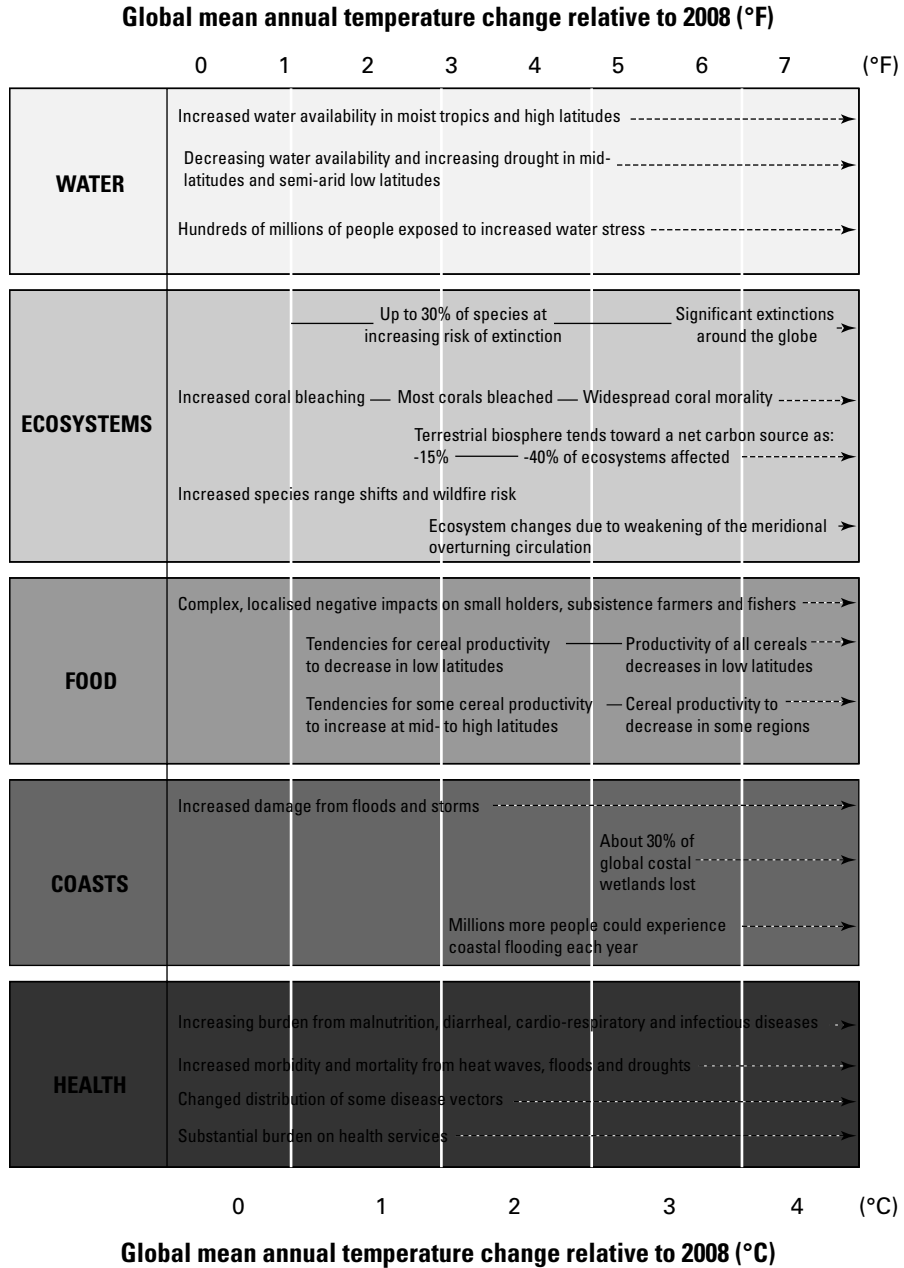 Global mean annual temperature change relative to 2008 (°F)
0 1 2 3 4 5 6 7 (°F)
WATER
Increased water availability in moist tropics and high latitudes
Decreasing water availability and increasing drought in mid-
latitudes and semi-arid low latitudes
Hundreds of millions of people exposed to increased water stress
ECOSYSTEMS
Up to 30% of species at
increasing risk of extinction
Significant extinctions
around the globe
Increased coral bleaching — Most corals bleached — Widespread coral morality
Terrestrial biosphere tends toward a net carbon source as:
-15% — -40% of ecosystems affected
Increased species range shifts and wildfire risk
Ecosystem changes due to weakening of the meridional
overturning circulation
FOOD
Complex, localised negative impacts on small holders, subsistence farmers and fishers
Tendencies for cereal productivity
to decrease in low latitudes
Productivity of all cereals
decreases in low latitudes
Tendencies for some cereal productivity
to increase at mid- to high latitudes
Cereal productivity to
decrease in some regions
COASTS
Increased damage from floods and storms
About 30% of
global costal
wetlands lost
Millions more people could experience
coastal flooding each year
HEALTH
Increasing burden from malnutrition, diarrheal, cardio-respiratory and infectious diseases
Increased morbidity and mortality from heat waves, floods and droughts
Changed distribution of some disease vectors
Substantial burden on health services
0 1 2 3 4 (°C)
Global mean annual temperature change relative to 2008 (°C)